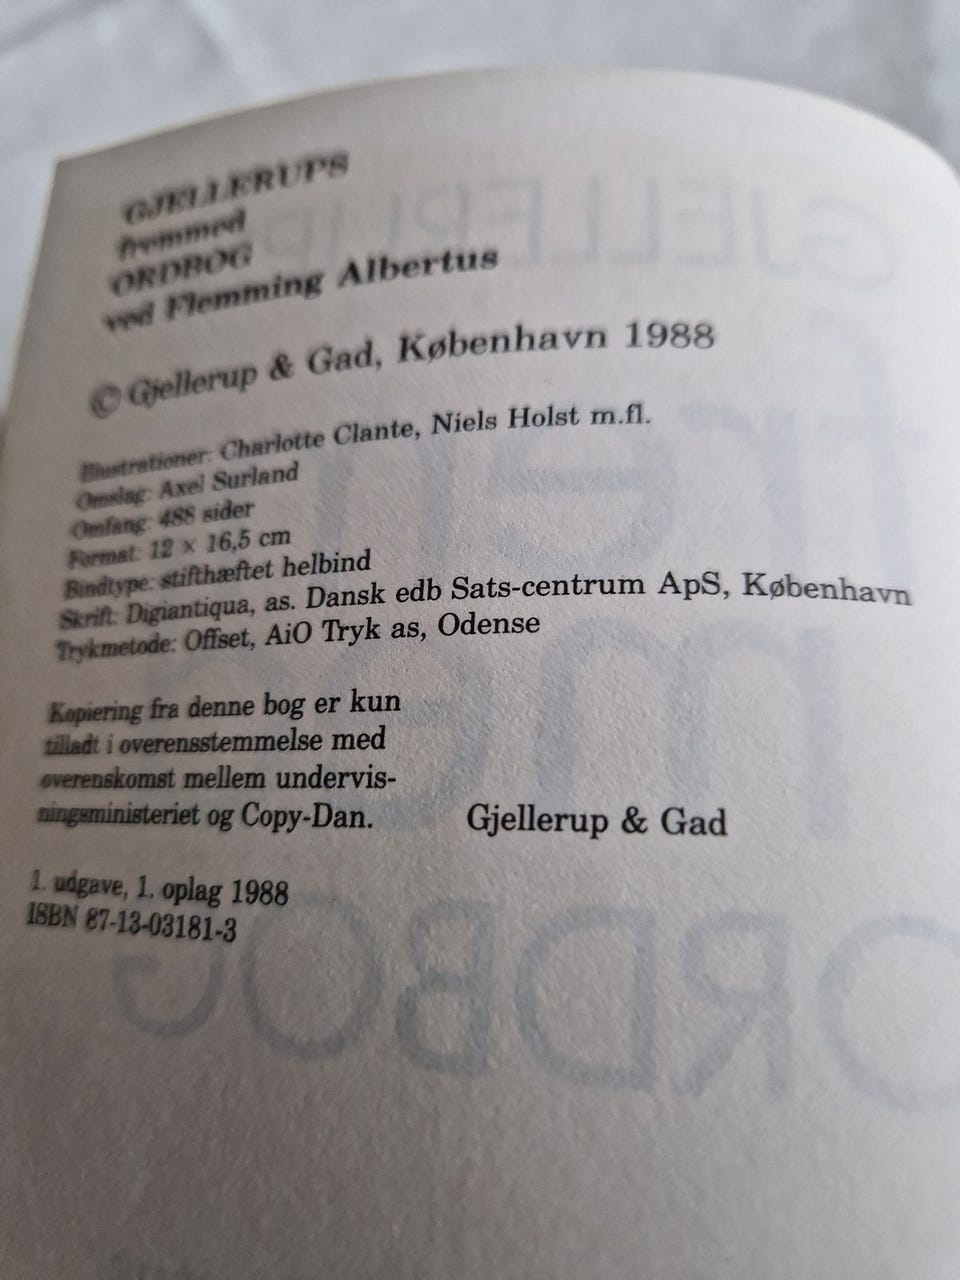 GJELLERUPS
fremmed
ORDBOG
ved Flemming Albertus
© Gjellerup & Gad, København 1988
Illustrationer: Charlotte Clante, Niels Holst m.fl.
Omslag: Axel Surland
Omfang: 488 sider
Format: 12 × 16,5 cm
Bindtype: stifthæftet helbind
Skrift: Digiantiqua, as. Dansk edb Sats-centrum ApS, København
Trykmetode: Offset, AiO Tryk as, Odense
Kopiering fra denne bog er kun
tilladt i overensstemmelse med
overenskomst mellem undervis-
ningsministeriet og Copy-Dan.
Gjellerup & Gad
1. udgave, 1. oplag 1988
ISBN 87-13-03181-3